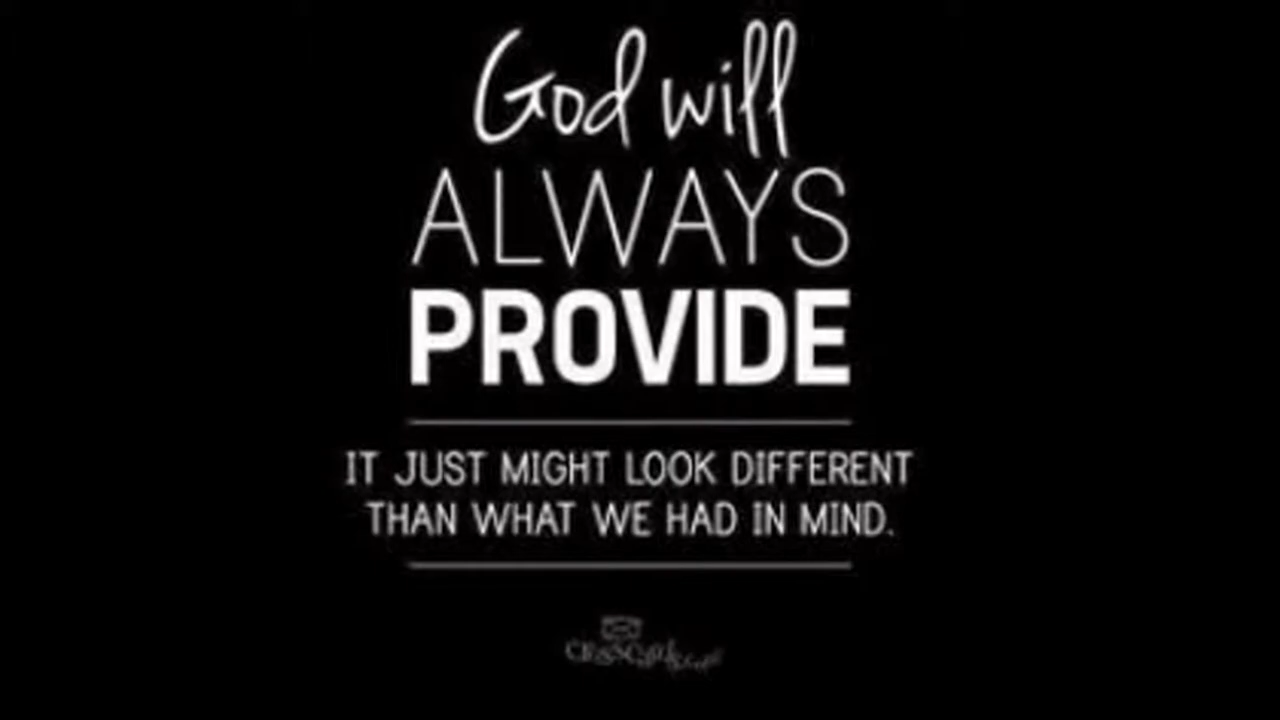 God will
ALWAYS
PROVIDE
IT JUST MIGHT LOOK DIFFERENT
THAN WHAT WE HAD IN MIND.